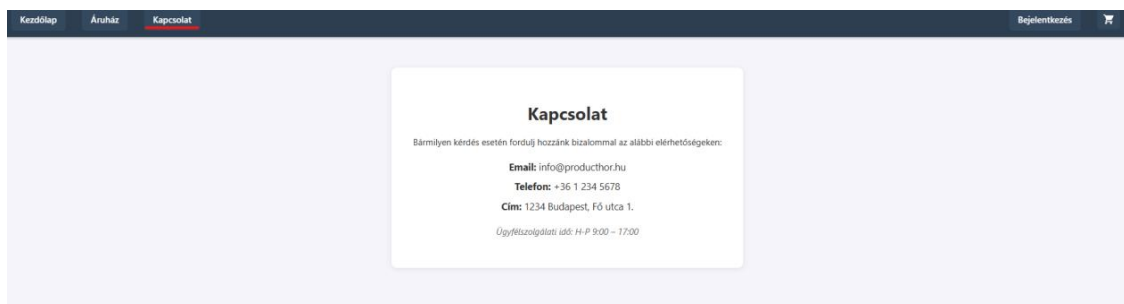 Kezdőlap Áruház Kapcsolat Bejelentkezés
Kapcsolat
Bármilyen kérdés esetén fordulj hozzánk bizalommal az alábbi elérhetőségeken:
Email: info@producthor.hu
Telefon: +36 1 234 5678
Cím: 1234 Budapest, Fő utca 1.
Ügyfélszolgálati idő: H-P 9:00 – 17:00